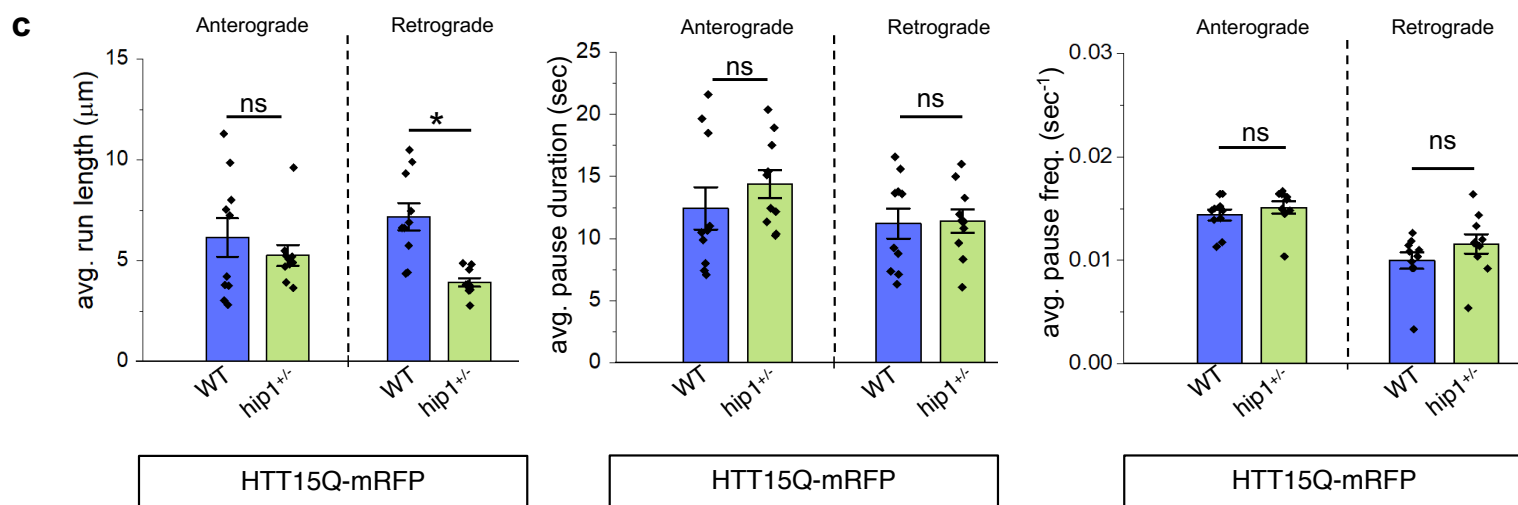 c
Anterograde Retrograde
avg. run length (μm)
15
10
5
0
ns
*
WT
hip1+/-
WT
hip1+/-
HTT15Q-mRFP
Anterograde Retrograde
avg. pause duration (sec)
25
20
15
10
5
0
ns
ns
WT
hip1+/-
WT
hip1+/-
HTT15Q-mRFP
Anterograde Retrograde
avg. pause freq. (sec-1)
0.03
0.02
0.01
0.00
ns
ns
WT
hip1+/-
WT
hip1+/-
HTT15Q-mRFP